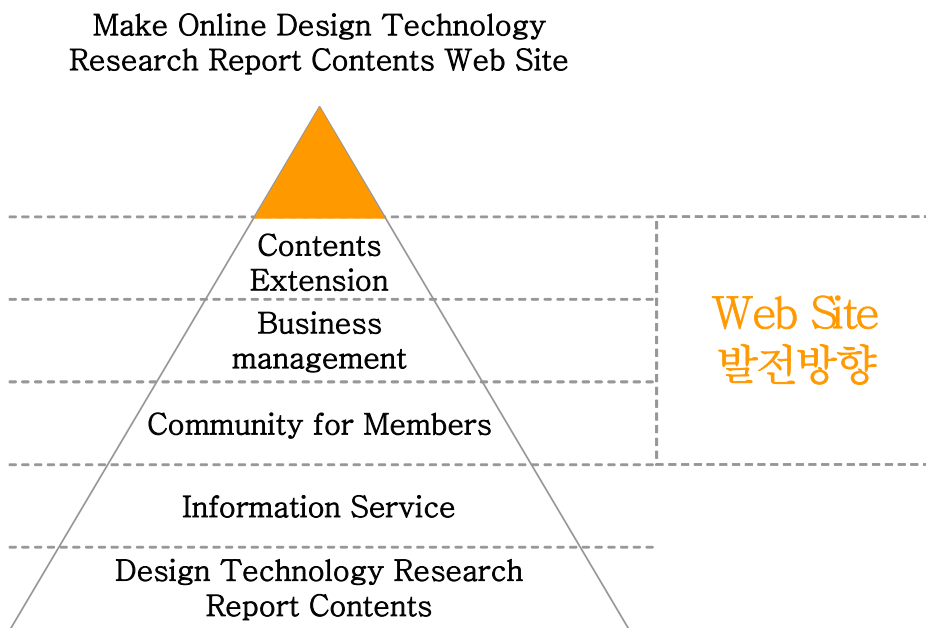 Make Online Design Technology
Research Report Contents Web Site
Contents
Extension
Business
management
Community for Members
Information Service
Design Technology Research
Report Contents
Web Site
발전방향